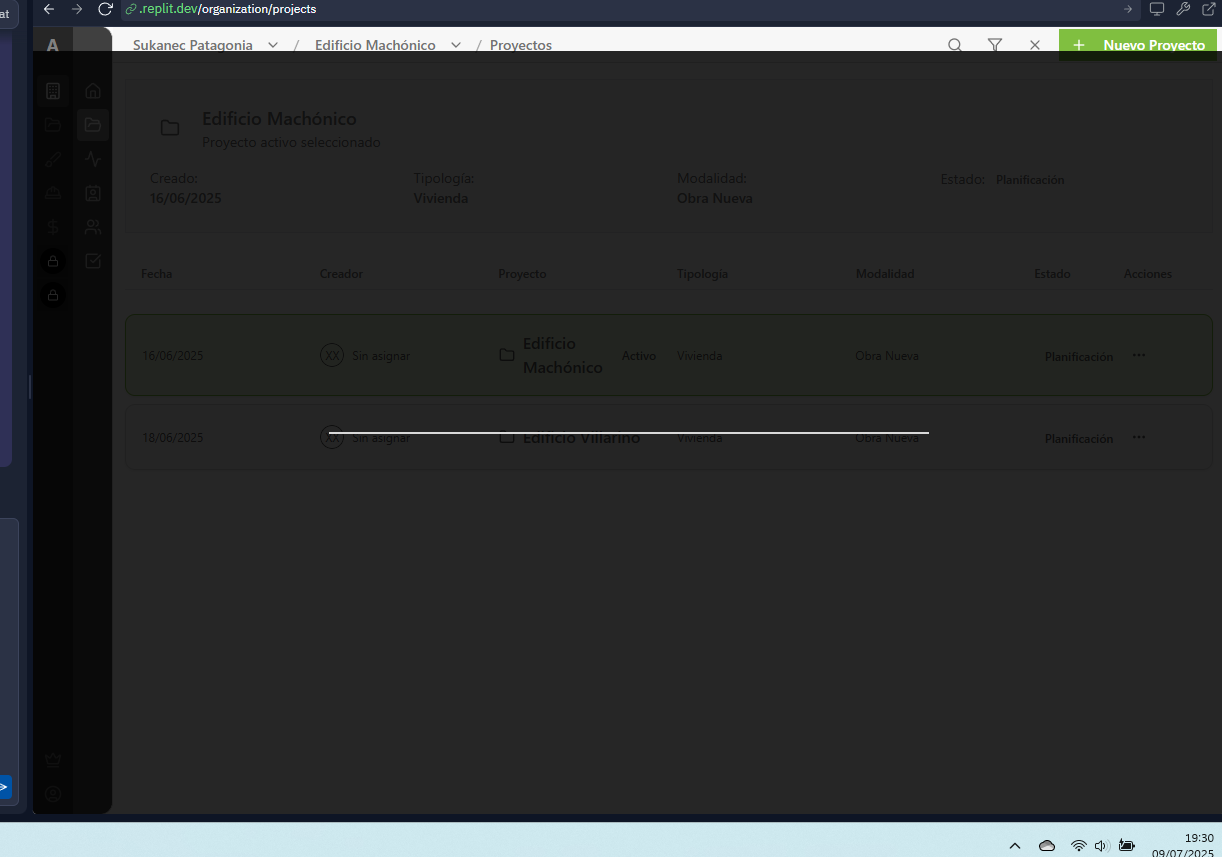 at
.replit.dev/organization/projects
A
Sukanec Patagonia / Edificio Machónico / Proyectos
Nuevo Proyecto
Edificio Machónico
Proyecto activo seleccionado
Creado:
16/06/2025
Tipología:
Vivienda
Modalidad:
Obra Nueva
Estado: Planificación
Fecha Creador Proyecto Tipología Modalidad Estado Acciones
16/06/2025 XX Sin asignar Edificio Machónico Activo Vivienda Obra Nueva Planificación
18/06/2025 XX Sin asignar Edificio Villarino Vivienda Obra Nueva Planificación
19:30
09/07/2025